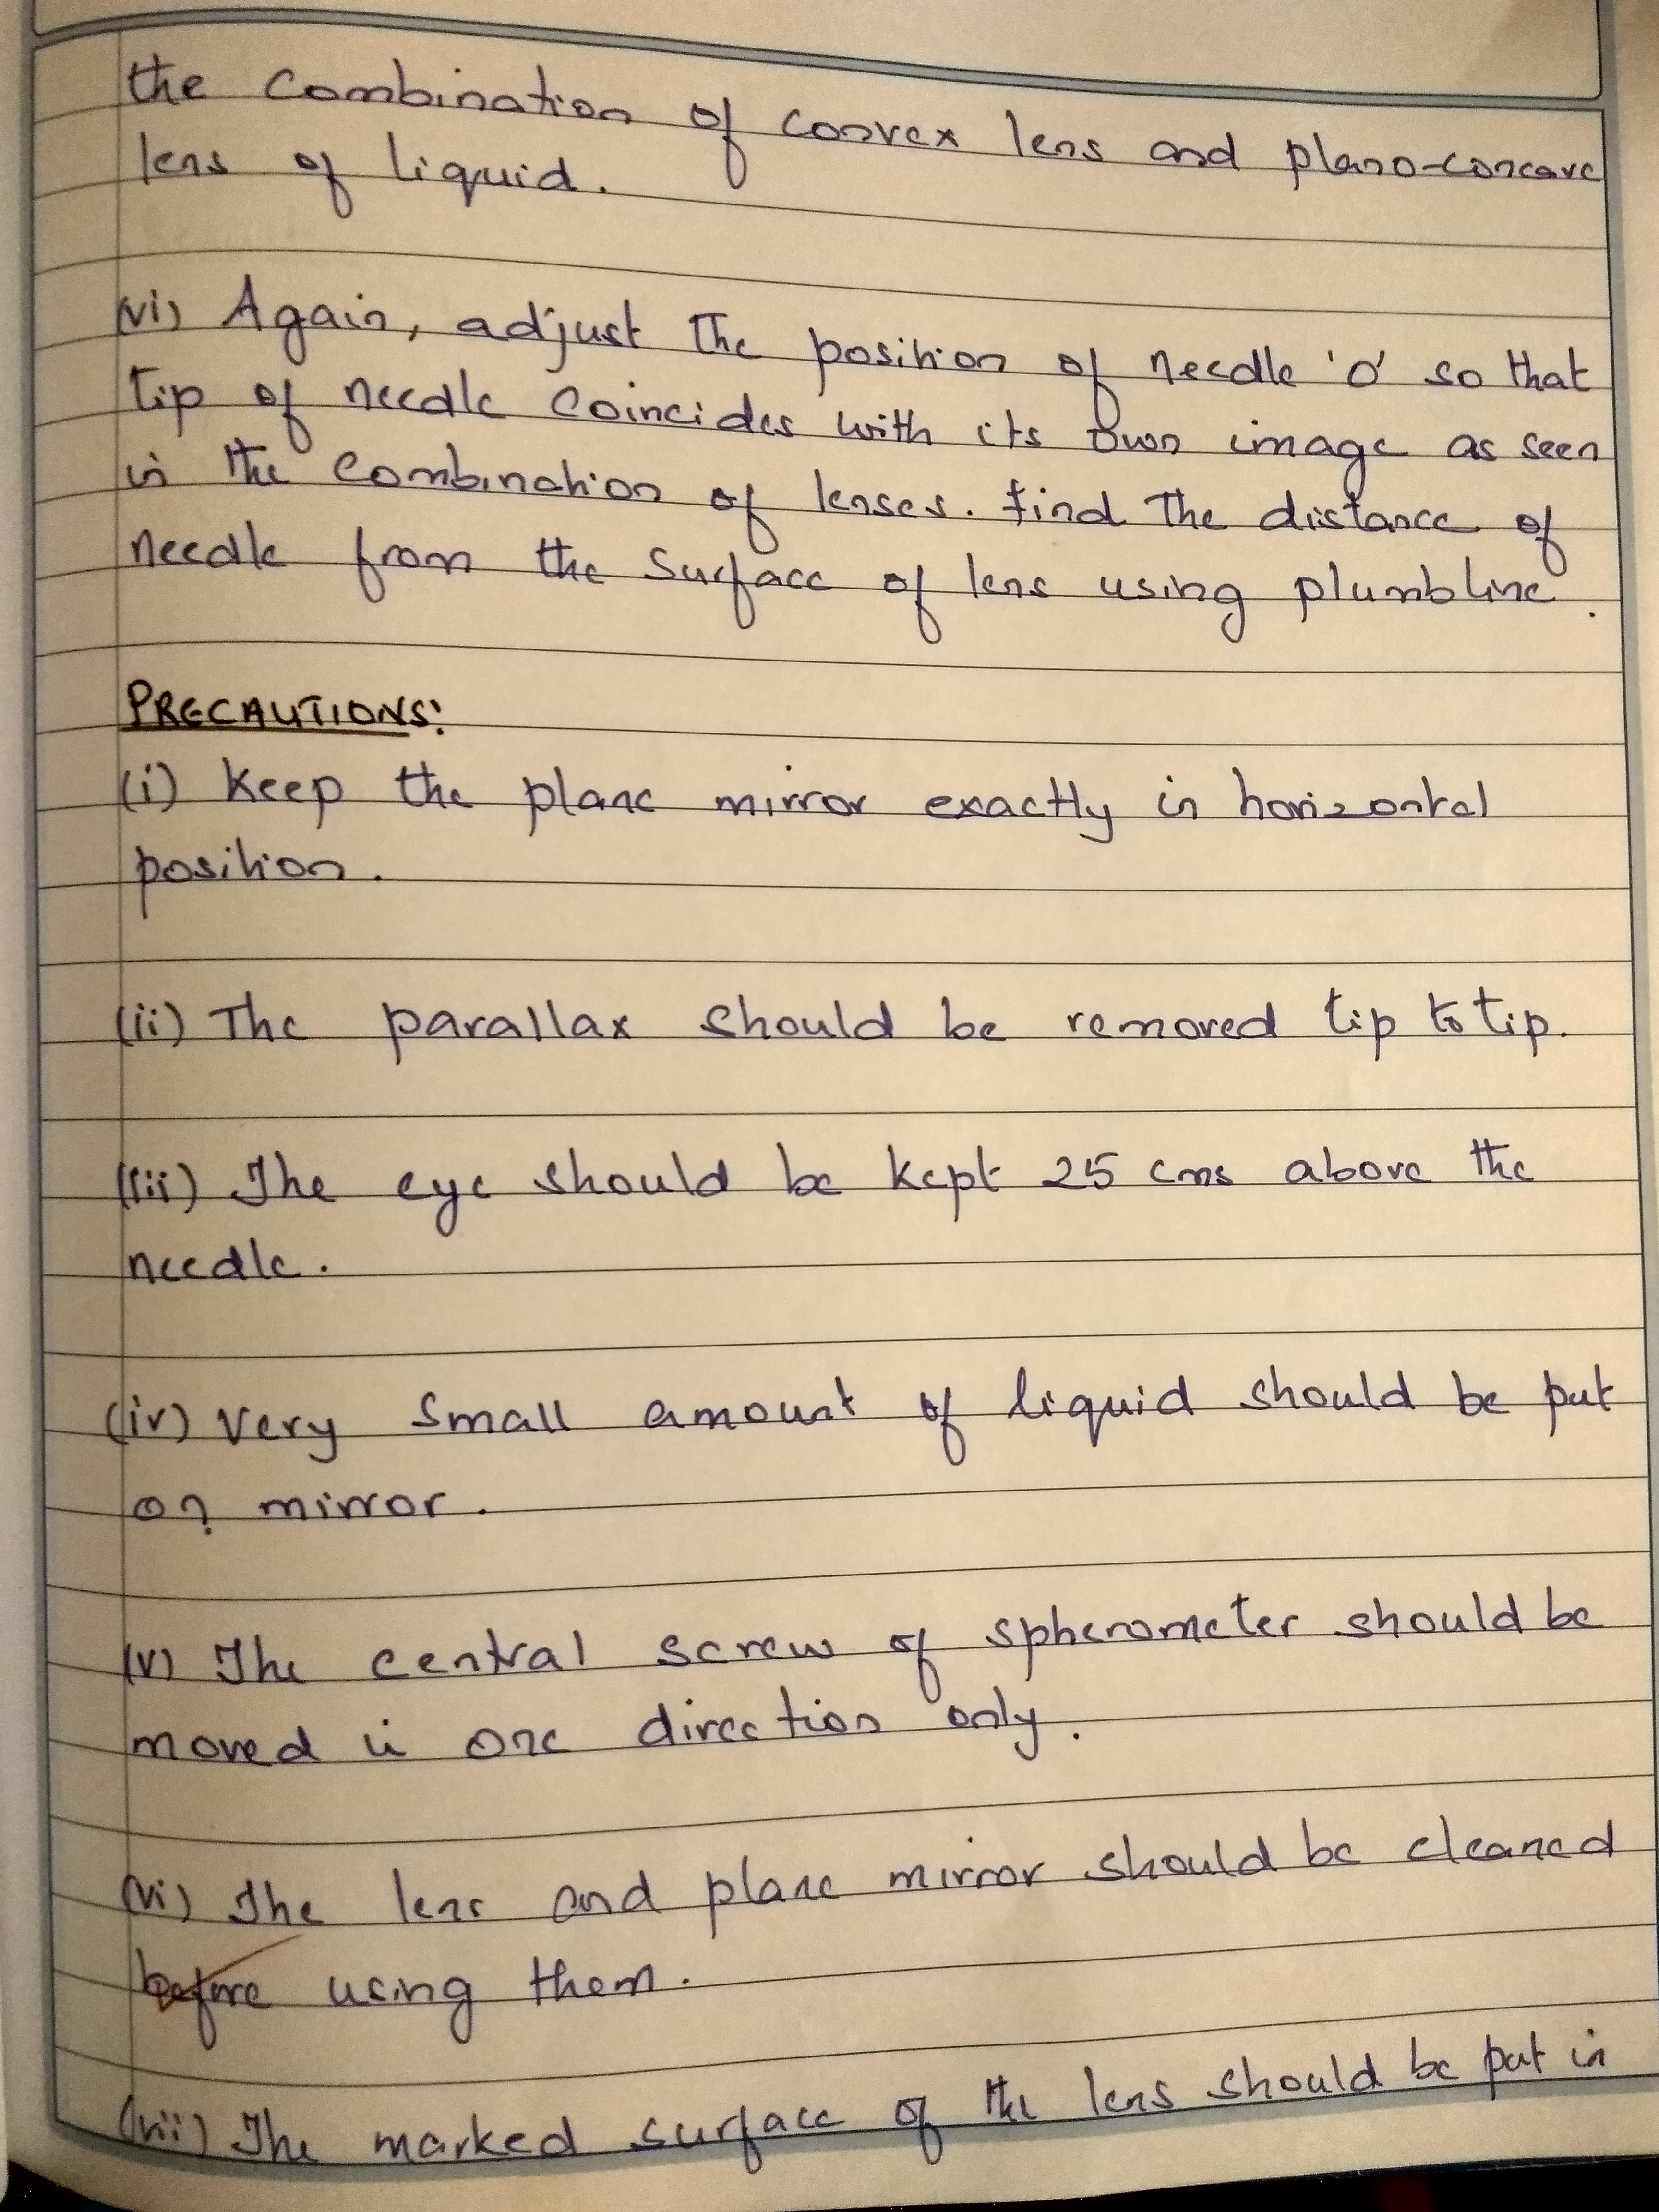 the combination of convex lens and plano-concave
lens of liquid.
(vi) Again, adjust the position of needle 'O' so that
tip of needle coincides with its own image as seen
in the combination of lenses. find the distance of
needle from the surface of lens using plumbline.
PRECAUTIONS:
(i) Keep the plane mirror exactly in horizontal
position.
(ii) The parallax should be removed tip to tip.
(iii) The eye should be kept 25 cms above the
needle.
(iv) Very small amount of liquid should be put
on mirror.
(v) The central screw of spherometer should be
moved in one direction only.
(vi) The lens and plane mirror should be cleaned
before using them.
(vii) The marked surface of the lens should be put in